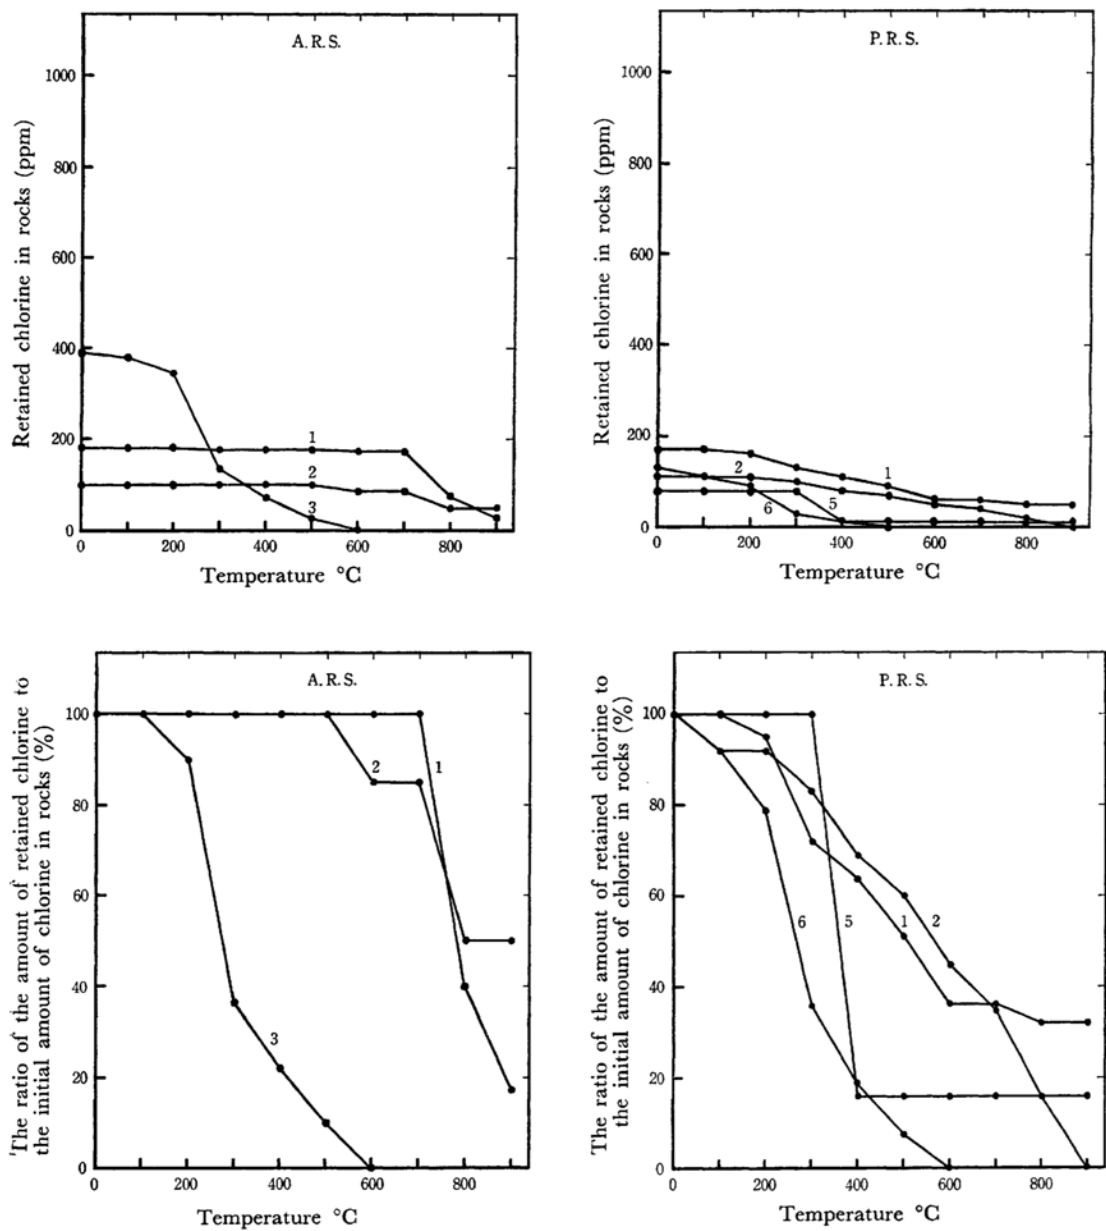 A.R.S.
Retained chlorine in rocks (ppm)
1000
800
600
400
200
0
1
2
3
0 200 400 600 800
Temperature °C
P.R.S.
Retained chlorine in rocks (ppm)
1000
800
600
400
200
0
2
1
6
5
0 200 400 600 800
Temperature °C
A.R.S.
The ratio of the amount of retained chlorine to
the initial amount of chlorine in rocks (%)
100
80
60
40
20
0
2
1
3
0 200 400 600 800
Temperature °C
P.R.S.
The ratio of the amount of retained chlorine to
the initial amount of chlorine in rocks (%)
100
80
60
40
20
0
6
5
1
2
0 200 400 600 800
Temperature °C